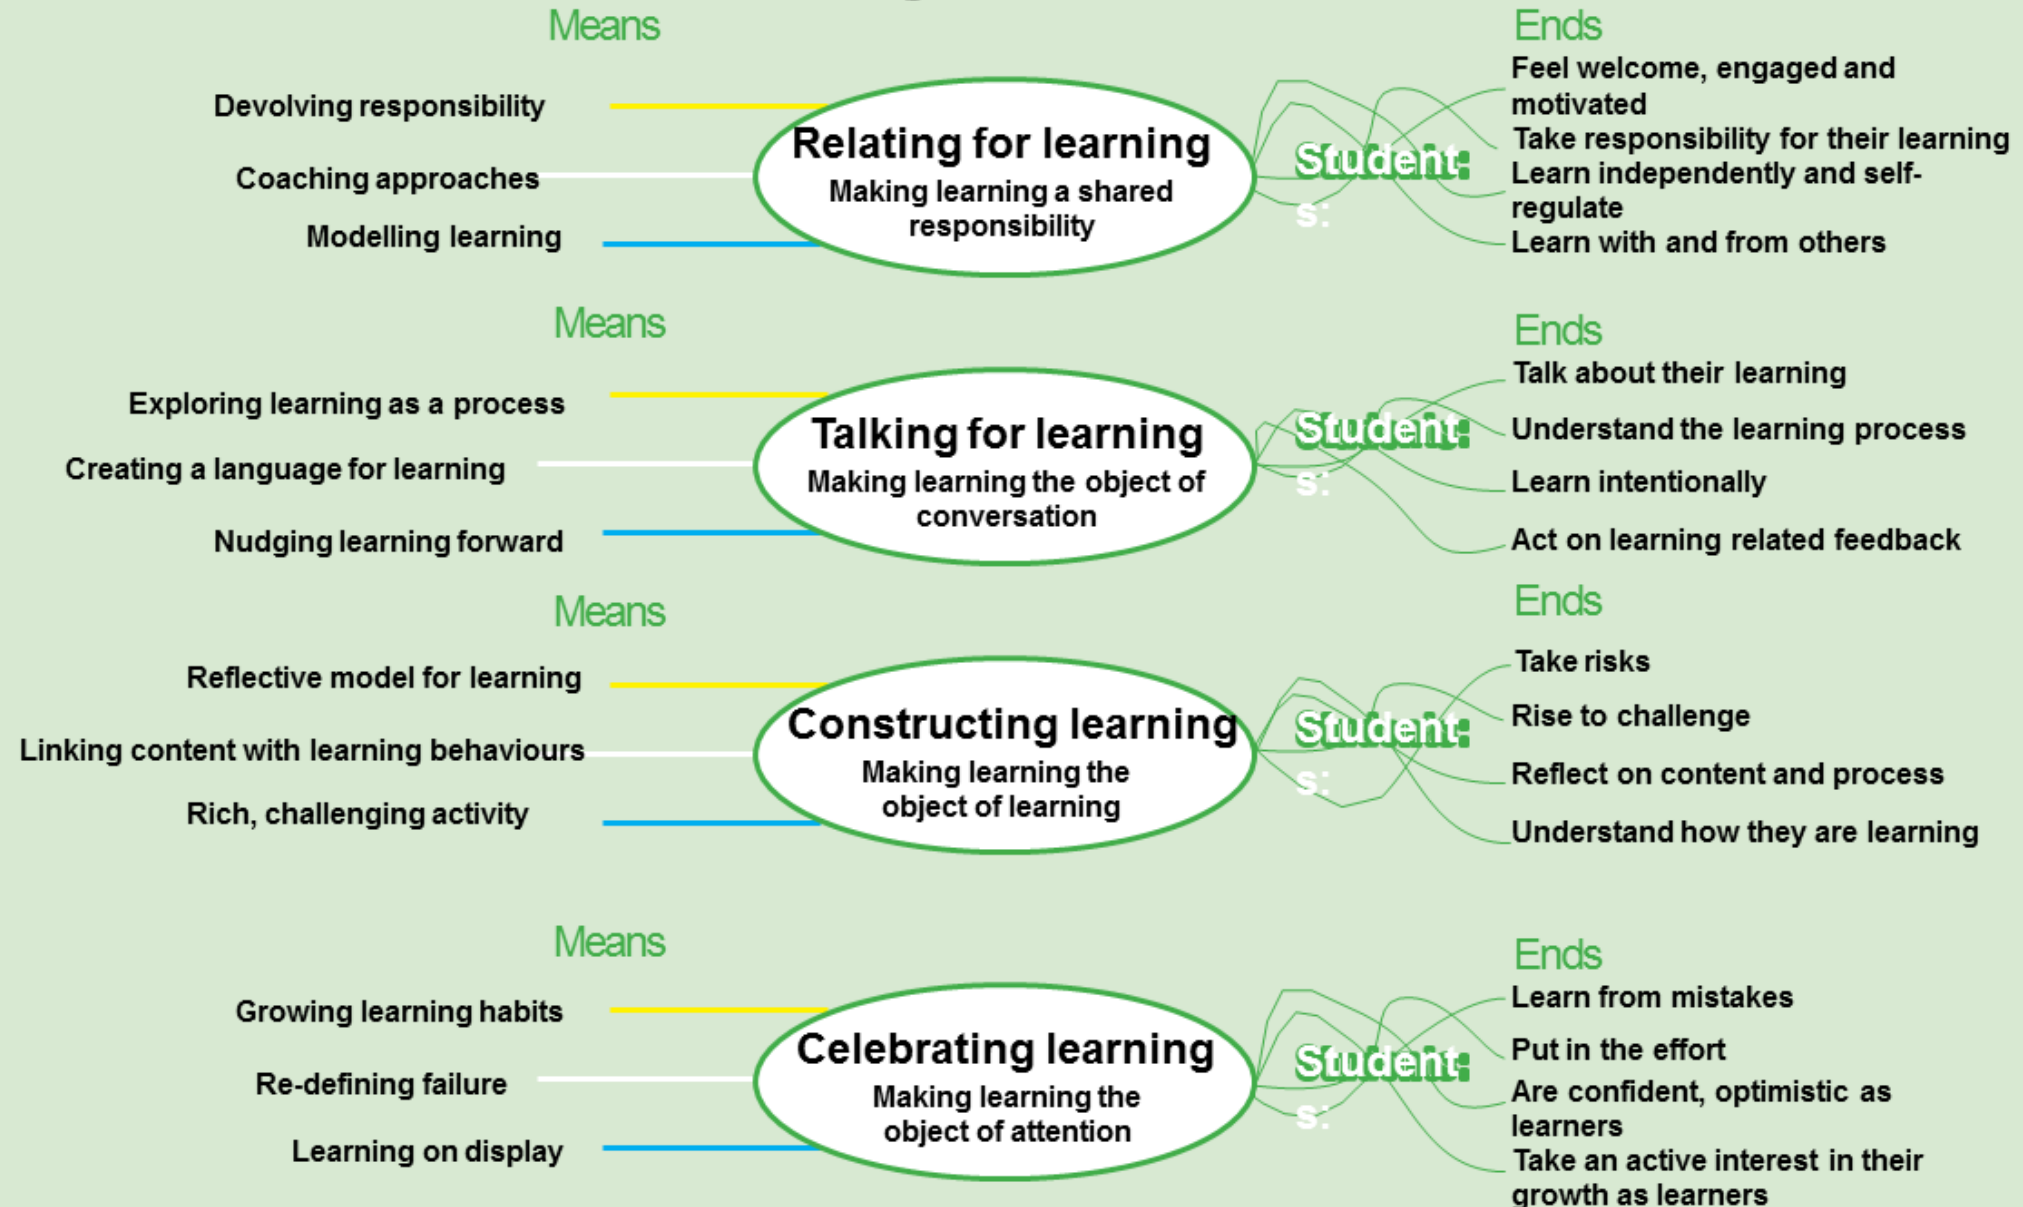 Means
Ends
Devolving responsibility
Coaching approaches
Modelling learning
Relating for learning
Making learning a shared
responsibility
Student
s:
Feel welcome, engaged and
motivated
Take responsibility for their learning
Learn independently and self-
regulate
Learn with and from others
Means
Ends
Exploring learning as a process
Creating a language for learning
Nudging learning forward
Talking for learning
Making learning the object of
conversation
Student
s:
Talk about their learning
Understand the learning process
Learn intentionally
Act on learning related feedback
Means
Ends
Reflective model for learning
Linking content with learning behaviours
Rich, challenging activity
Constructing learning
Making learning the
object of learning
Student
s:
Take risks
Rise to challenge
Reflect on content and process
Understand how they are learning
Means
Ends
Growing learning habits
Re-defining failure
Learning on display
Celebrating learning
Making learning the
object of attention
Student
s:
Learn from mistakes
Put in the effort
Are confident, optimistic as
learners
Take an active interest in their
growth as learners